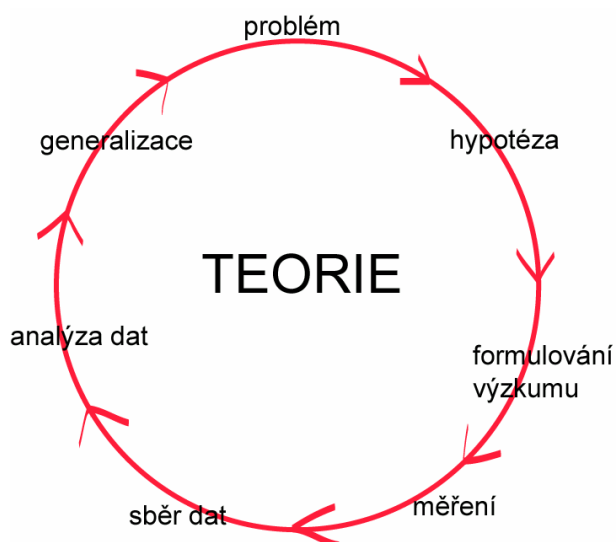 problém
hypotéza
formulování
výzkumu
měření
sběr dat
analýza dat
generalizace
TEORIE